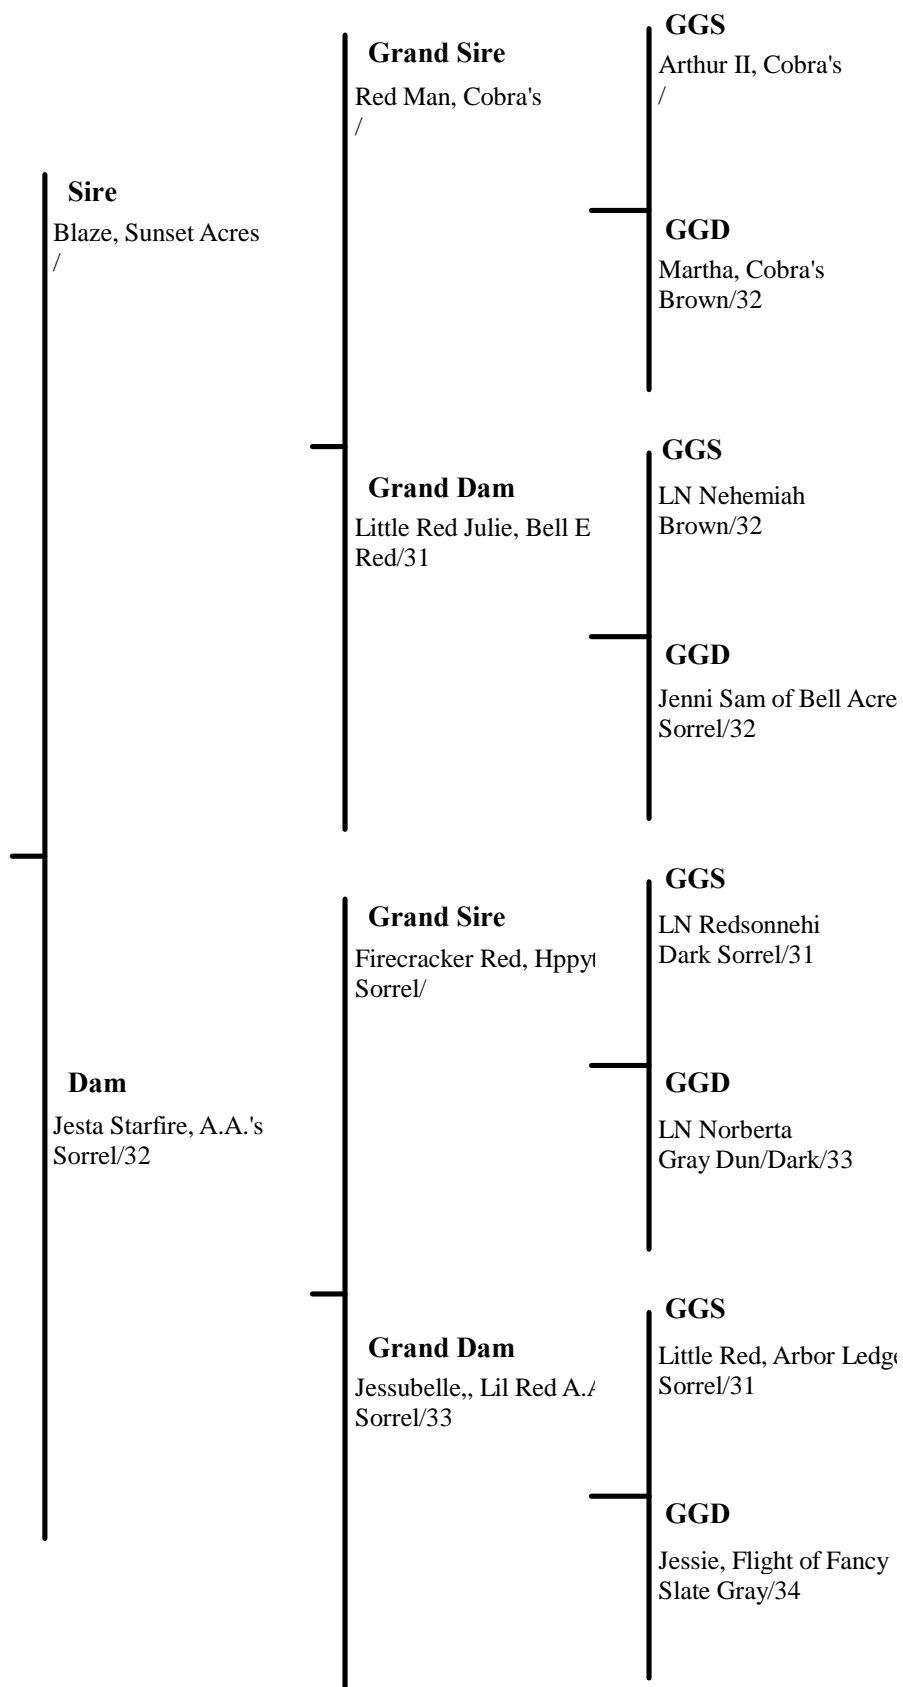 Sire
Blaze, Sunset Acres
/
Dam
Jesta Starfire, A.A.'s
Sorrel/32
Grand Sire
Red Man, Cobra's
/
Grand Dam
Little Red Julie, Bell E
Red/31
Grand Sire
Firecracker Red, Hppyt
Sorrel/
Grand Dam
Jessubelle,, Lil Red A.A
Sorrel/33
GGS
Arthur II, Cobra's
/
GGD
Martha, Cobra's
Brown/32
GGS
LN Nehemiah
Brown/32
GGD
Jenni Sam of Bell Acre
Sorrel/32
GGS
LN Redsonnehi
Dark Sorrel/31
GGD
LN Norberta
Gray Dun/Dark/33
GGS
Little Red, Arbor Ledge
Sorrel/31
GGD
Jessie, Flight of Fancy
Slate Gray/34